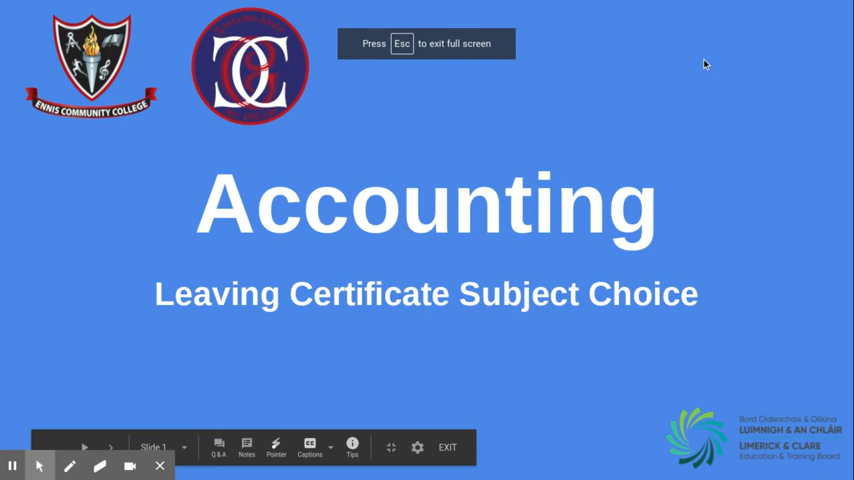 Press Esc to exit full screen
ENNIS COMMUNITY COLLEGE
Accounting
Leaving Certificate Subject Choice
Bord Oideachais & Oiliúna
LUIMNIGH & AN CHLÁIR
LIMERICK & CLARE
Education & Training Board
Slide 1
Q & A
Notes
Pointer
CC
Captions
Tips
EXIT